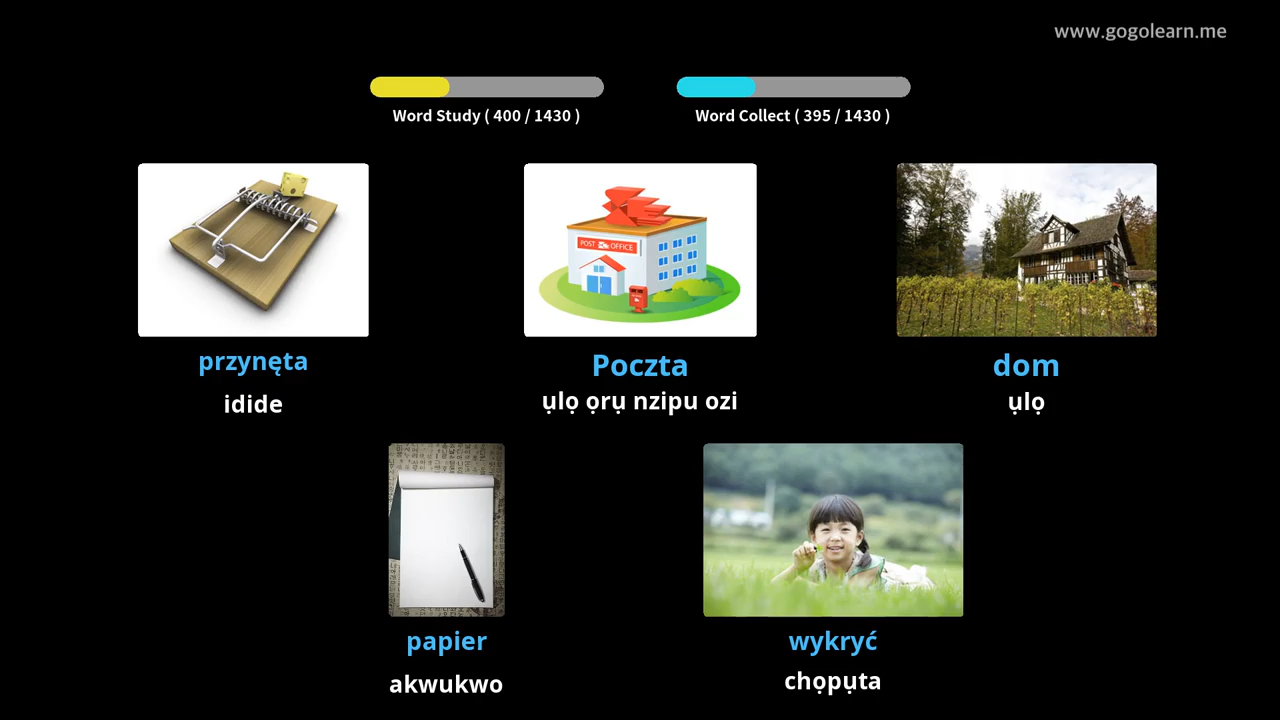 www.gogolearn.me
Word Study ( 400 / 1430 )
Word Collect ( 395 / 1430 )
POST OFFICE
przynęta
idide
Poczta
ụlọ ọrụ nzipu ozi
dom
ụlọ
papier
akwukwo
wykryć
chọpụta